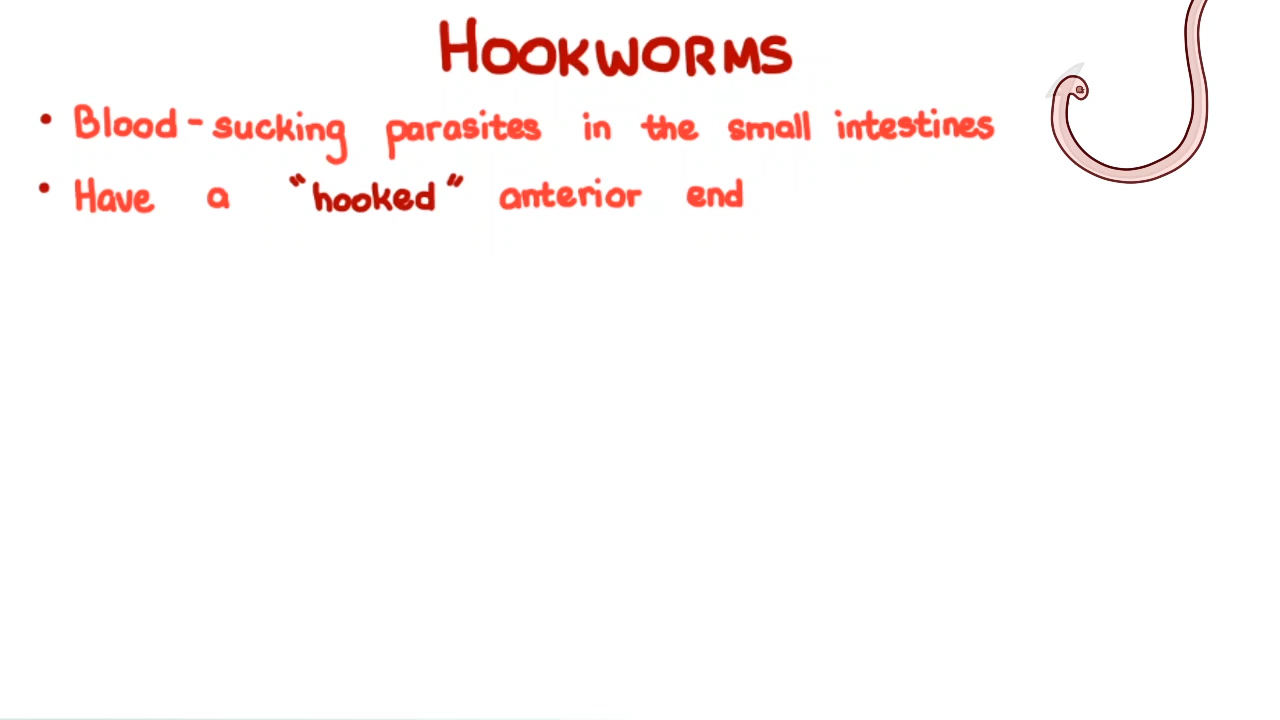 HOOKWORMS
• Blood-sucking parasites in the small intestines
• Have a "hooked" anterior end